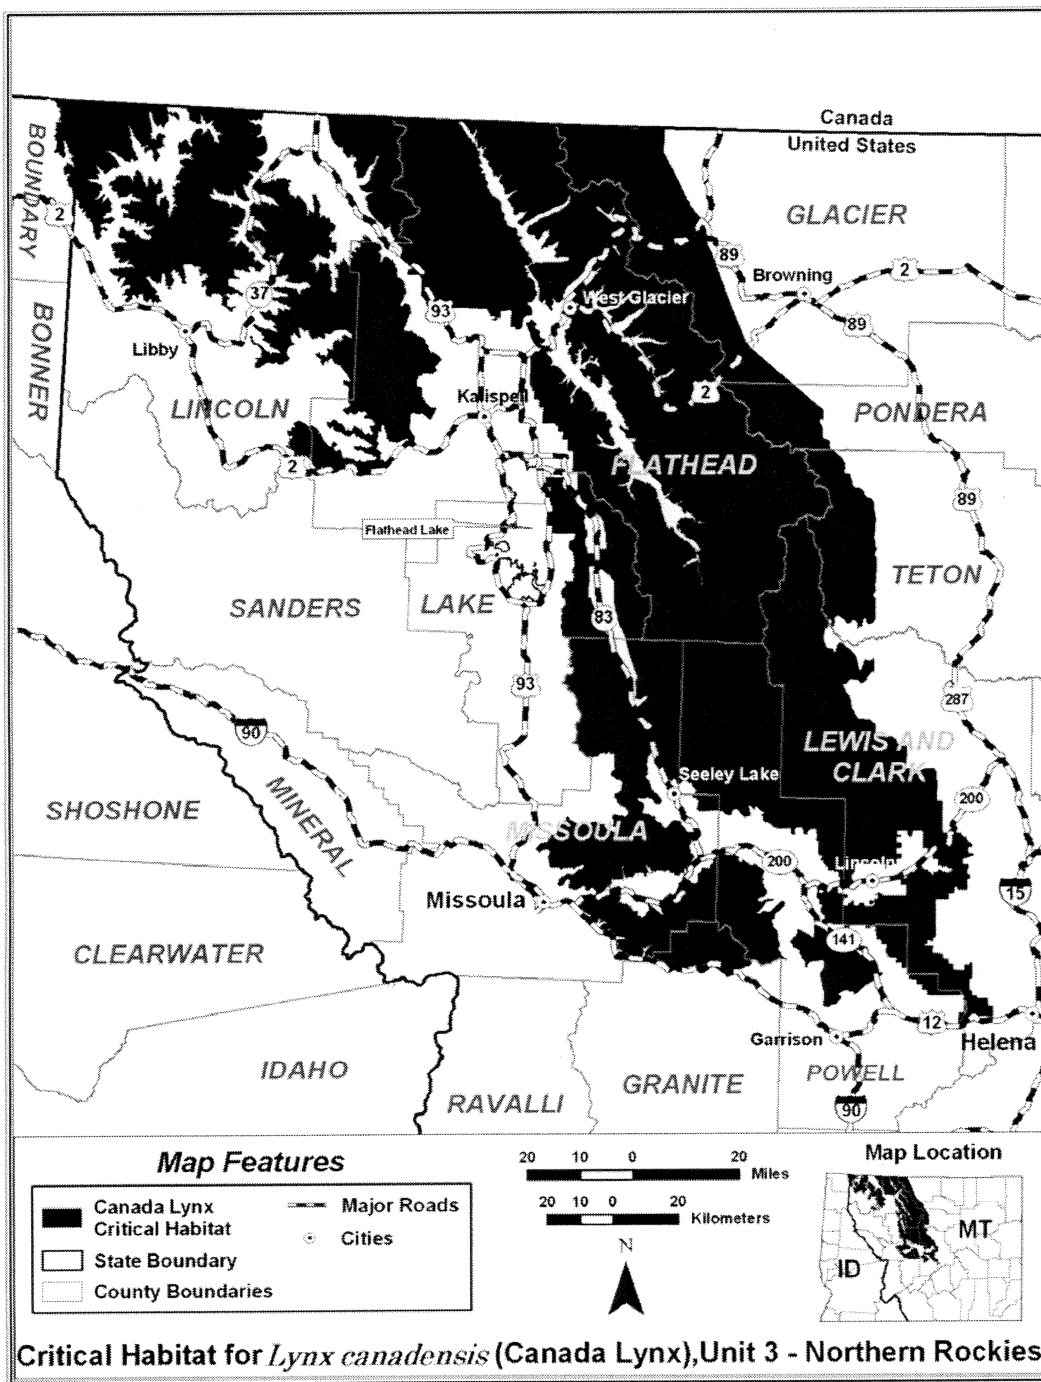 Canada
United States
BOUNDARY
GLACIER
2
89
2
Browning
37
West Glacier
BONNER
93
89
Libby
Kalispell
2
LINCOLN
PONDERA
2
FLATHEAD
89
Flathead Lake
TETON
SANDERS
LAKE
83
93
287
90
LEWIS AND
CLARK
Seeley Lake
200
SHOSHONE
MINERAL
MISSOULA
200
Lincoln
15
Missoula
141
CLEARWATER
12
Garrison
Helena
IDAHO
POWELL
GRANITE
RAVALLI
90
Map Features
Canada Lynx
Critical Habitat
State Boundary
County Boundaries
Major Roads
Cities
20 10 0 20
Miles
20 10 0 20
Kilometers
N
Map Location
MT
ID
Critical Habitat for Lynx canadensis (Canada Lynx),Unit 3 - Northern Rockies